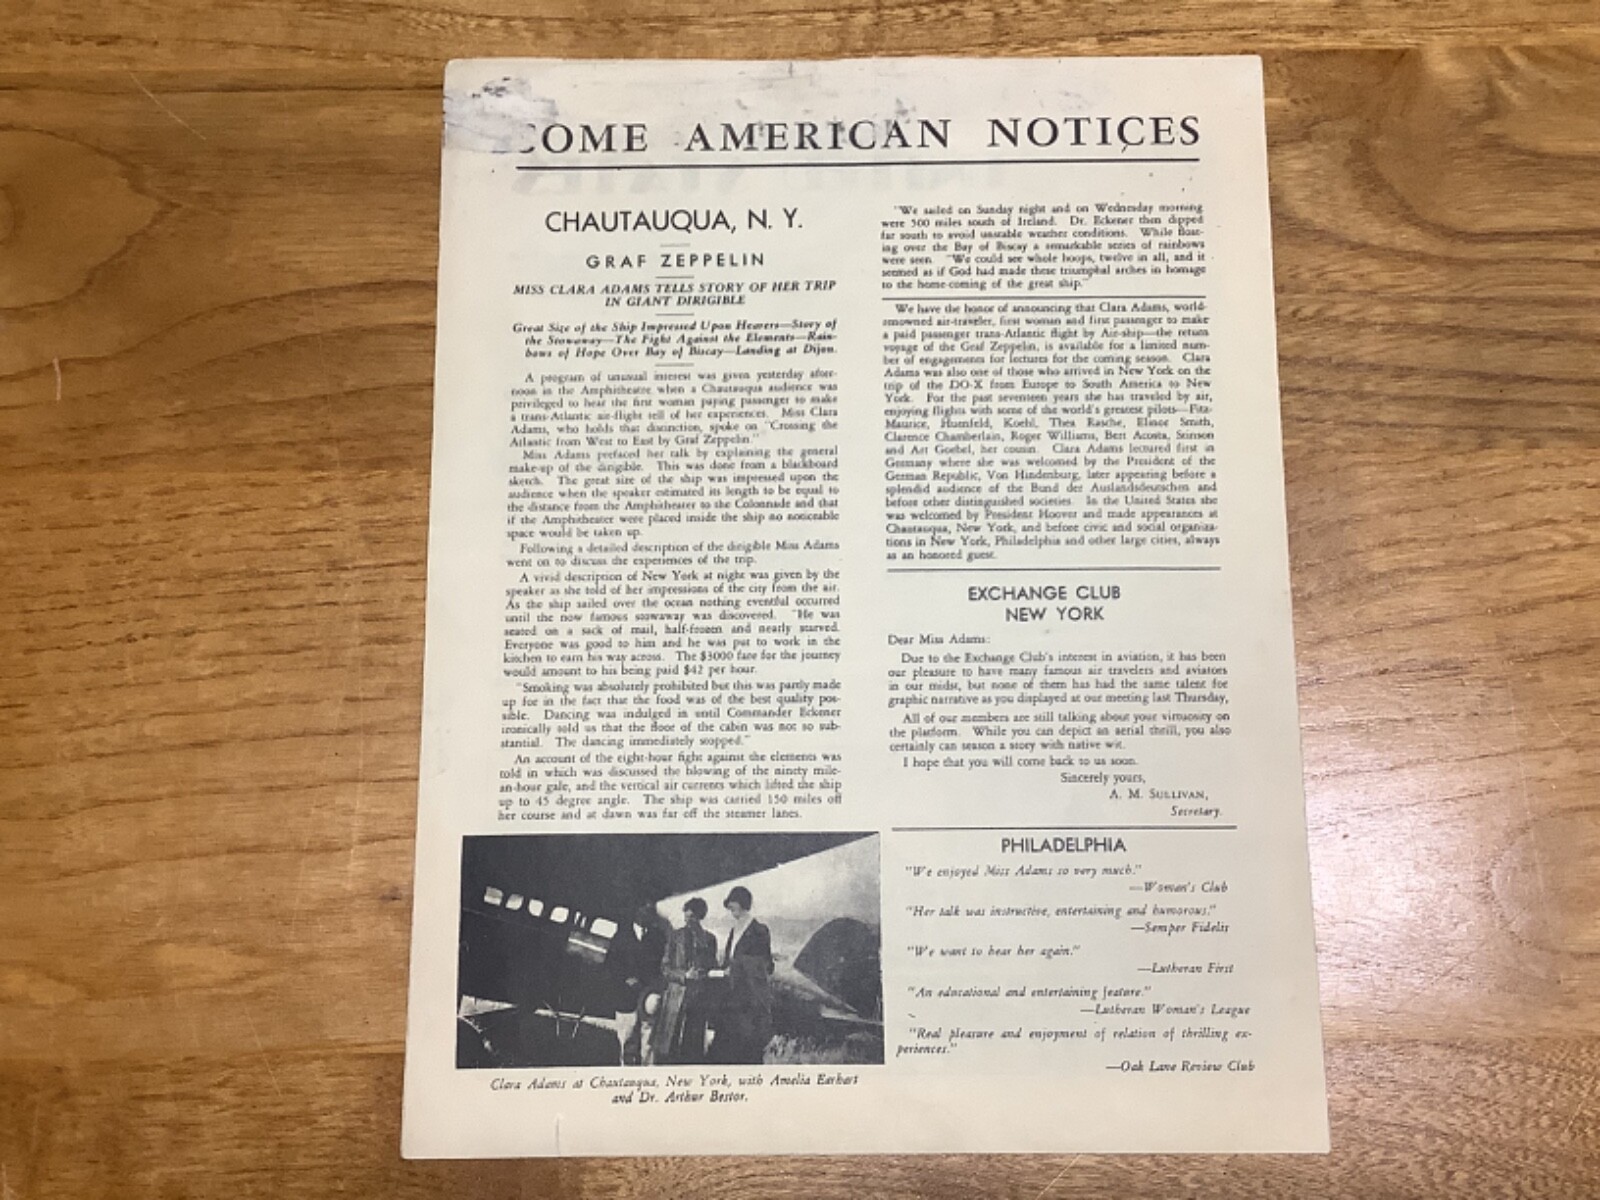 SOME AMERICAN NOTICES
CHAUTAUQUA, N. Y.
GRAF ZEPPELIN
MISS CLARA ADAMS TELLS STORY OF HER TRIP
IN GIANT DIRIGIBLE
Great Size of the Ship Impressed Upon Hearers—Story of
the Stowaway—The Fight Against the Elements—Rain-
bows of Hope Over Bay of Biscay—Landing at Dijon.
A program of unusual interest was given yesterday after-
noon in the Amphitheatre when a Chautauqua audience was
privileged to hear the first woman paying passenger to make
a trans-Atlantic air-flight tell of her experiences. Miss Clara
Adams, who holds that distinction, spoke on "Crossing the
Atlantic from West to East by Graf Zeppelin."
Miss Adams prefaced her talk by explaining the general
make-up of the dirigible. This was done from a blackboard
sketch. The great size of the ship was impressed upon the
audience when the speaker estimated its length to be equal to
the distance from the Amphitheater to the Colonnade and that
if the Amphitheater were placed inside the ship no noticeable
space would be taken up.
Following a detailed description of the dirigible Miss Adams
went on to discuss the experiences of the trip.
A vivid description of New York at night was given by the
speaker as she told of her impressions of the city from the air.
As the ship sailed over the ocean nothing eventful occurred
until the now famous stowaway was discovered. "He was
seated on a sack of mail, half-frozen and nearly starved.
Everyone was good to him and he was put to work in the
kitchen to earn his way across. The $3000 fare for the journey
would amount to his being paid $42 per hour.
"Smoking was absolutely prohibited but this was partly made
up for in the fact that the food was of the best quality pos-
sible. Dancing was indulged in until Commander Eckener
ironically told us that the floor of the cabin was not so sub-
stantial. The dancing immediately stopped."
An account of the eight-hour fight against the elements was
told in which was discussed the blowing of the ninety mile-
an-hour gale, and the vertical air currents which lifted the ship
up to 45 degree angle. The ship was carried 150 miles off
her course and at dawn was far off the steamer lanes.
Clara Adams at Chautauqua, New York, with Amelia Earhart
and Dr. Arthur Bestor.
"We sailed on Sunday night and on Wednesday morning
were 500 miles south of Ireland. Dr. Eckener then dipped
far south to avoid unstable weather conditions. While float-
ing over the Bay of Biscay a remarkable series of rainbows
were seen. "We could see whole hoops, twelve in all, and it
seemed as if God had made these triumphal arches in homage
to the home-coming of the great ship."
We have the honor of announcing that Clara Adams, world-
renowned air-traveler, first woman and first passenger to make
a paid passenger trans-Atlantic flight by Air-ship—the return
voyage of the Graf Zeppelin, is available for a limited num-
ber of engagements for lectures for the coming season. Clara
Adams was also one of those who arrived in New York on the
trip of the DO-X from Europe to South America to New
York. For the past seventeen years she has traveled by air,
enjoying flights with some of the world's greatest pilots—Fitz-
Maurice, Huenfeld, Koehl, Thea Rasche, Elinor Smith,
Clarence Chamberlain, Roger Williams, Bert Acosta, Stinson
and Art Goebel, her cousin. Clara Adams lectured first in
Germany where she was welcomed by the President of the
German Republic, Von Hindenburg, later appearing before a
splendid audience of the Bund der Auslandsdeutschen and
before other distinguished societies. In the United States she
was welcomed by President Hoover and made appearances at
Chautauqua, New York, and before civic and social organiza-
tions in New York, Philadelphia and other large cities, always
as an honored guest.
EXCHANGE CLUB
NEW YORK
Dear Miss Adams:
Due to the Exchange Club's interest in aviation, it has been
our pleasure to have many famous air travelers and aviators
in our midst, but none of them has had the same talent for
graphic narrative as you displayed at our meeting last Thursday,
All of our members are still talking about your virtuosity on
the platform. While you can depict an aerial thrill, you also
certainly can season a story with native wit.
I hope that you will come back to us soon.
Sincerely yours,
A. M. SULLIVAN,
Secretary.
PHILADELPHIA
"We enjoyed Miss Adams so very much."
—Woman's Club
"Her talk was instructive, entertaining and humorous."
—Semper Fidelis
"We want to hear her again."
—Lutheran First
"An educational and entertaining feature."
—Lutheran Woman's League
"Real pleasure and enjoyment of relation of thrilling ex-
periences."
—Oak Lane Review Club